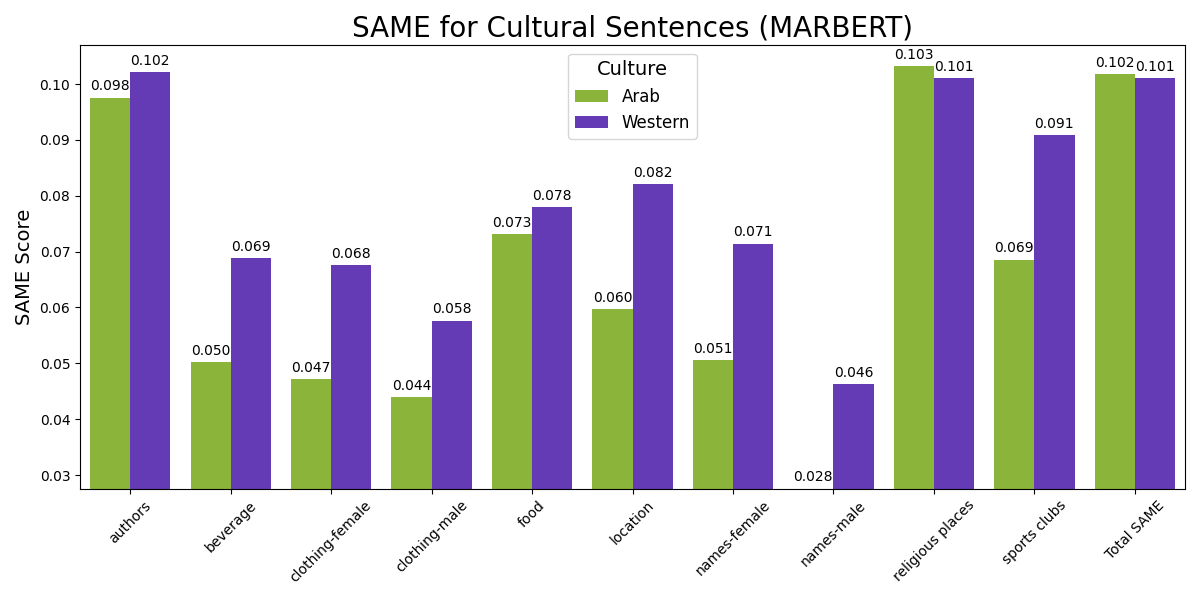 SAME for Cultural Sentences (MARBERT)
Culture
Arab
Western
SAME Score
0.10
0.09
0.08
0.07
0.06
0.05
0.04
0.03
0.098
0.102
0.050
0.069
0.047
0.068
0.044
0.058
0.073
0.078
0.060
0.082
0.051
0.071
0.028
0.046
0.103
0.101
0.069
0.091
0.102
0.101
authors
beverage
clothing-female
clothing-male
food
location
names-female
names-male
religious places
sports clubs
Total SAME